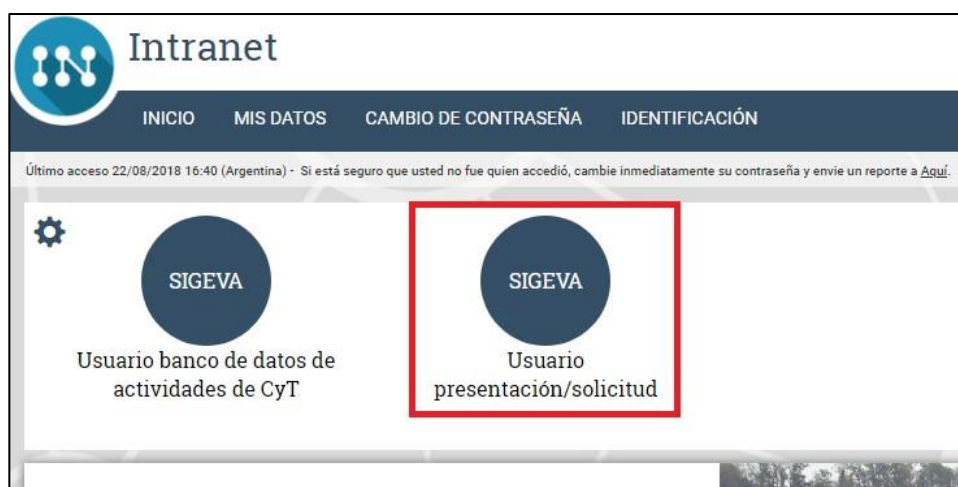 IN
Intranet
INICIO MIS DATOS CAMBIO DE CONTRASEÑA IDENTIFICACIÓN
Último acceso 22/08/2018 16:40 (Argentina) - Si está seguro que usted no fue quien accedió, cambie inmediatamente su contraseña y envie un reporte a Aquí.
SIGEVA
Usuario banco de datos de
actividades de CyT
SIGEVA
Usuario
presentación/solicitud